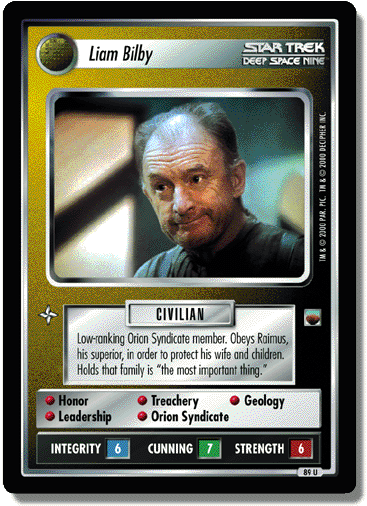 Liam Bilby
STAR TREK
DEEP SPACE NINE
TM & © 2000 PAR. PIC. TM & © 2000 DECIPHER INC.
CIVILIAN
Low-ranking Orion Syndicate member. Obeys Raimus,
his superior, in order to protect his wife and children.
Holds that family is "the most important thing."
Honor Treachery Geology
Leadership Orion Syndicate
INTEGRITY 6 CUNNING 7 STRENGTH 6
89 U